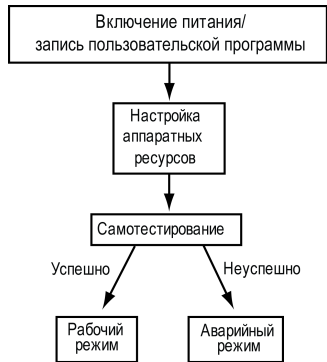 Включение питания/
запись пользовательской программы
Настройка
аппаратных
ресурсов
Самотестирование
Успешно
Неуспешно
Рабочий
режим
Аварийный
режим